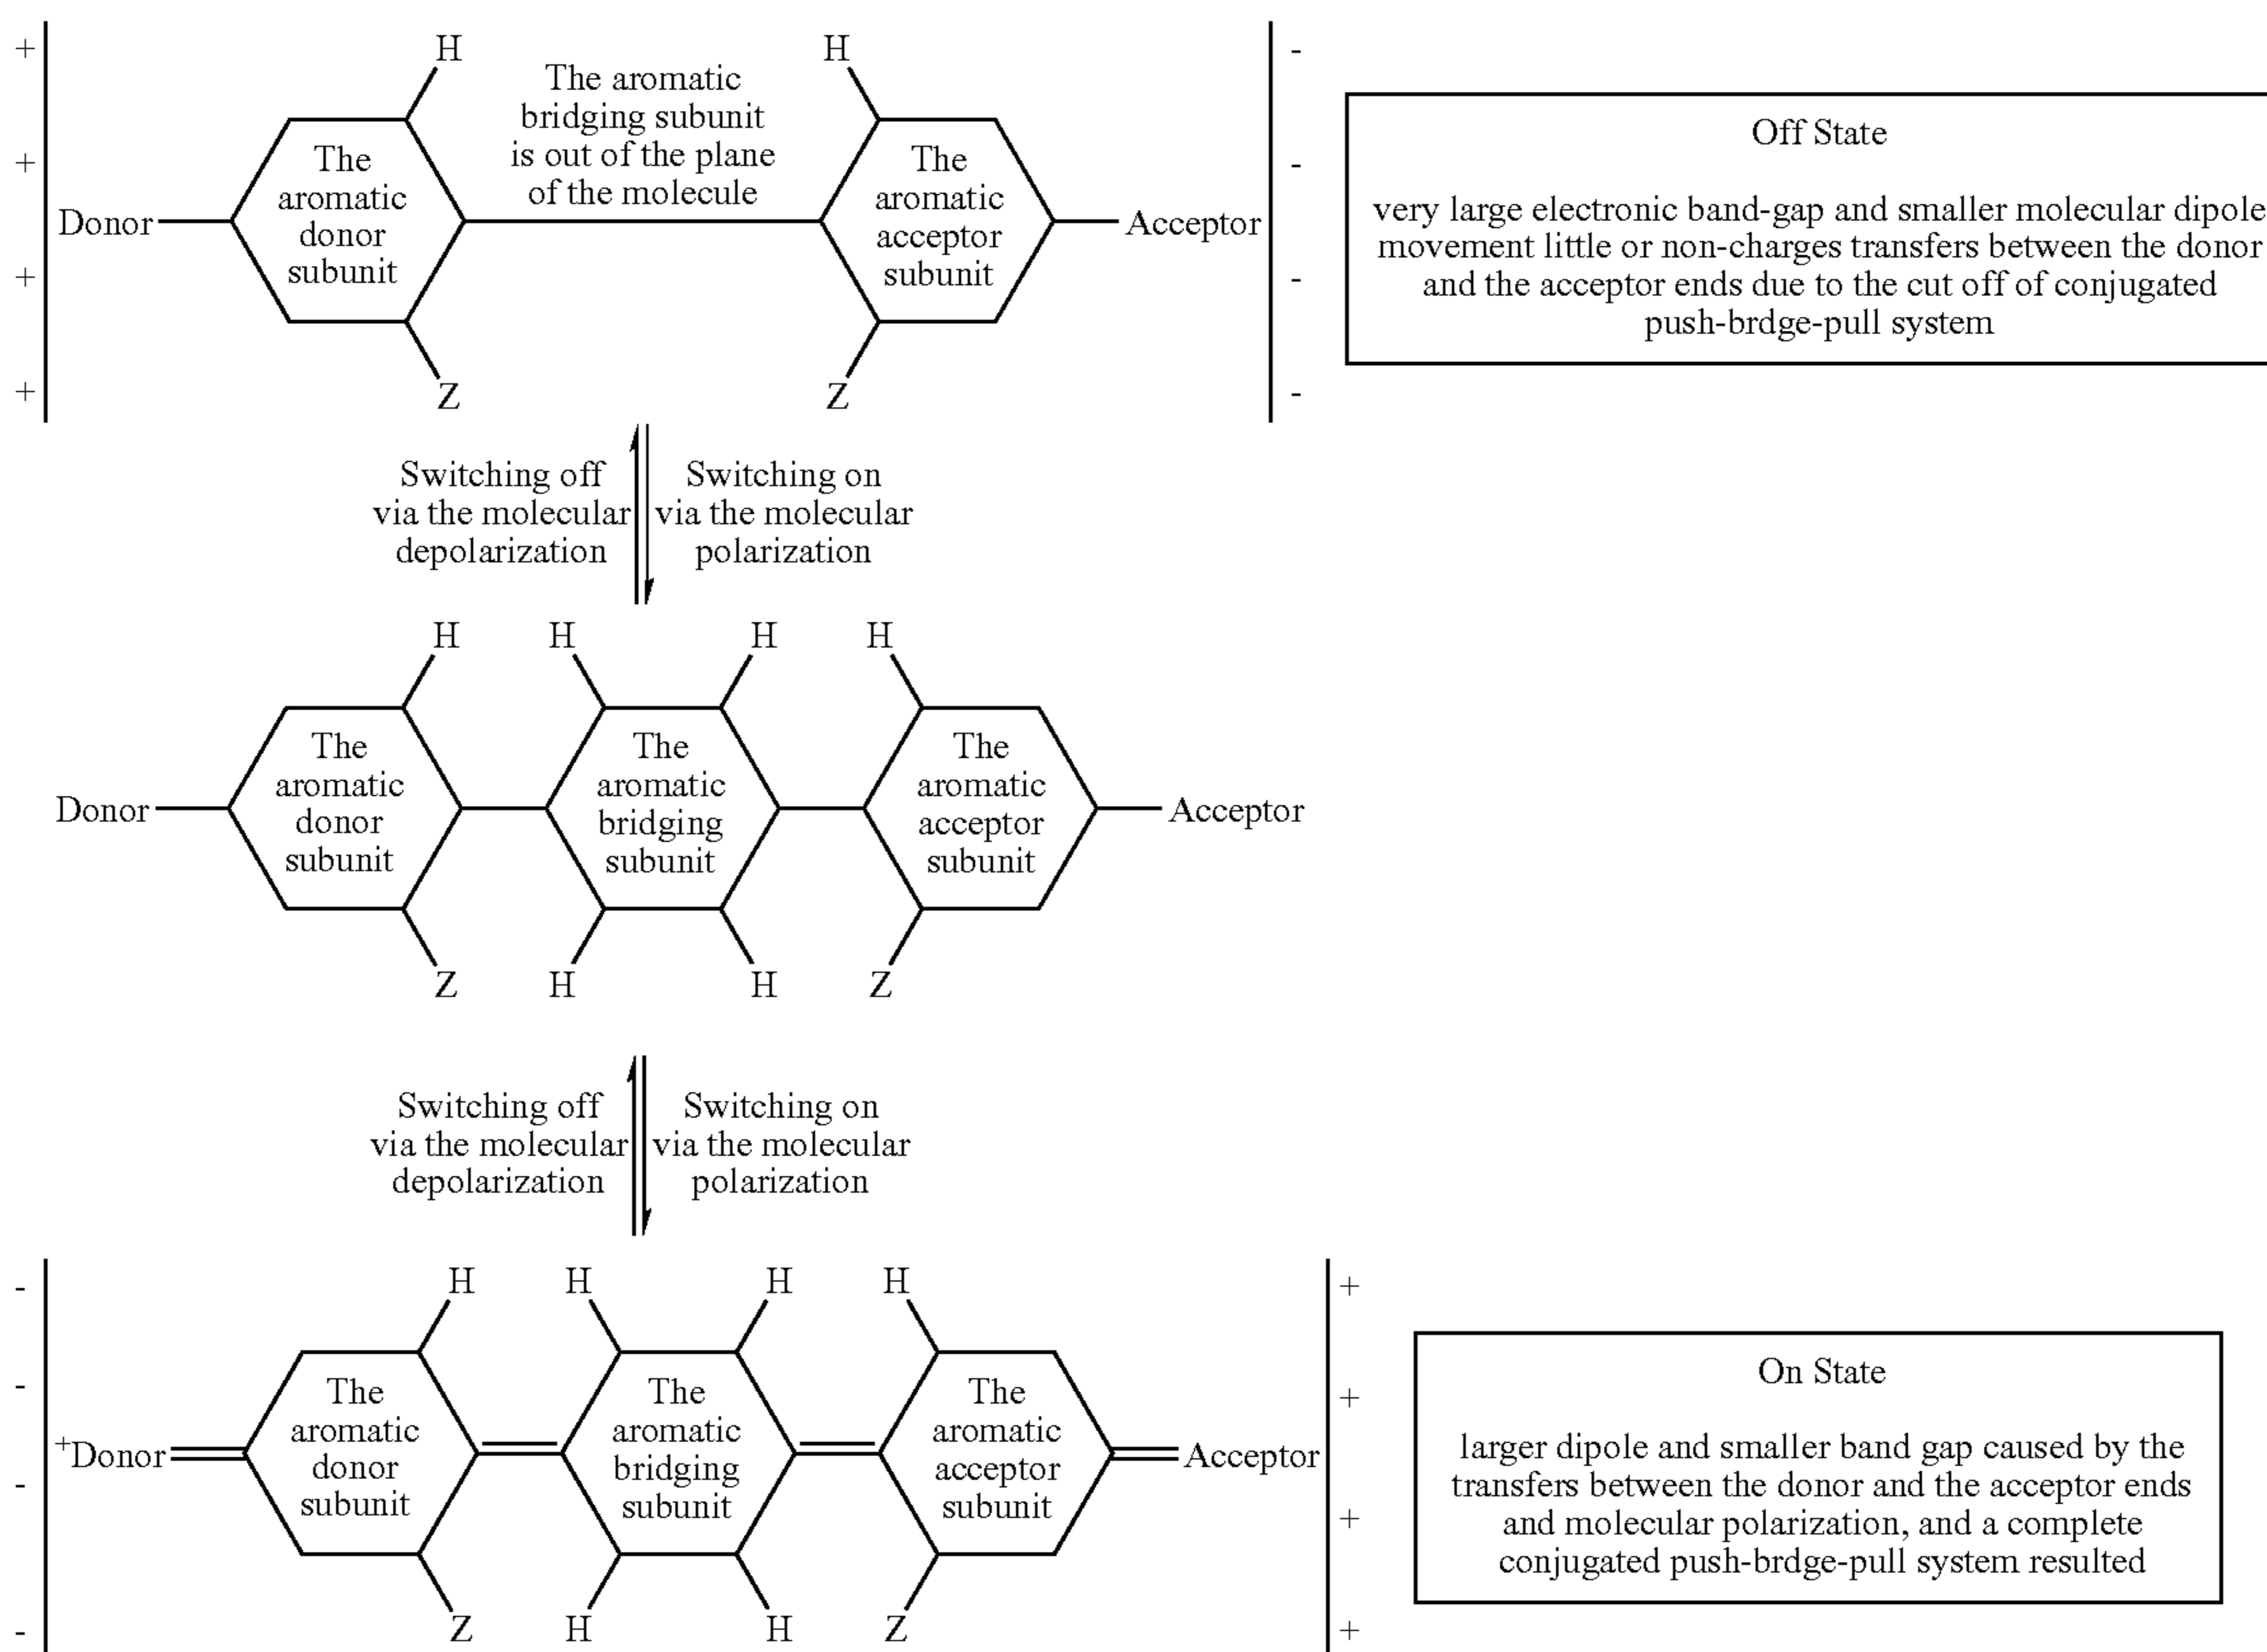 +
H
H
-
The aromatic
bridging subunit
is out of the plane
of the molecule
+
The
aromatic
donor
subunit
The
aromatic
acceptor
subunit
-
Donor
Acceptor
+
-
+
Z
Z
-
Off State
very large electronic band-gap and smaller molecular dipole
movement little or non-charges transfers between the donor
and the acceptor ends due to the cut off of conjugated
push-brdge-pull system
Switching off
via the molecular
depolarization
Switching on
via the molecular
polarization
H
H
H
H
Donor
The
aromatic
donor
subunit
The
aromatic
bridging
subunit
The
aromatic
acceptor
subunit
Acceptor
Z
H
H
Z
Switching off
via the molecular
depolarization
Switching on
via the molecular
polarization
-
H
H
H
H
+
-
+
+Donor
The
aromatic
donor
subunit
The
aromatic
bridging
subunit
The
aromatic
acceptor
subunit
Acceptor
-
+
-
Z
H
H
Z
+
On State
larger dipole and smaller band gap caused by the
transfers between the donor and the acceptor ends
and molecular polarization, and a complete
conjugated push-brdge-pull system resulted